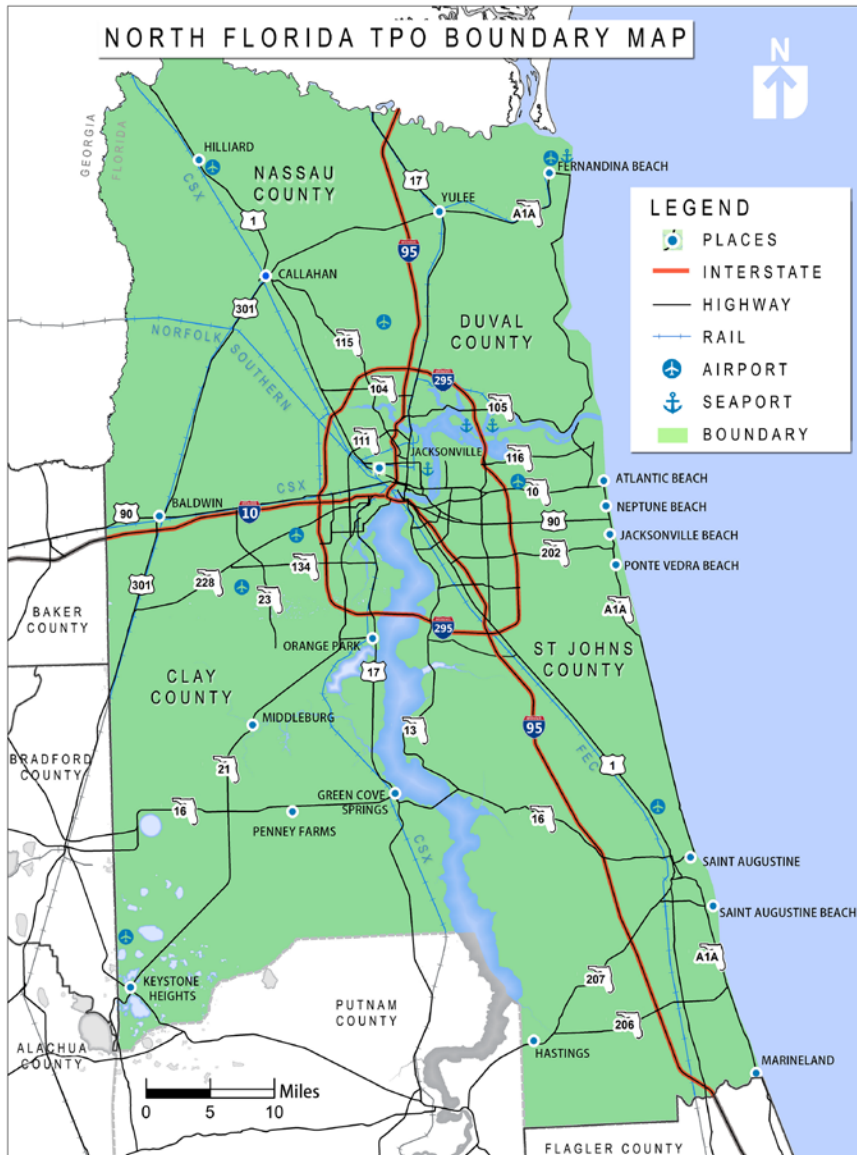 NORTH FLORIDA TPO BOUNDARY MAP
N
GEORGIA
FLORIDA
HILLIARD
CSX
NASSAU
COUNTY
17
FERNANDINA BEACH
1
YULEE
A1A
LEGEND
PLACES
INTERSTATE
HIGHWAY
RAIL
AIRPORT
SEAPORT
BOUNDARY
95
CALLAHAN
301
NORFOLK SOUTHERN
115
DUVAL
COUNTY
104
295
105
111
JACKSONVILLE
116
CSX
10
ATLANTIC BEACH
90
BALDWIN
10
90
NEPTUNE BEACH
JACKSONVILLE BEACH
202
134
PONTE VEDRA BEACH
301
228
23
A1A
BAKER
COUNTY
295
ORANGE PARK
ST JOHNS
COUNTY
17
CLAY
COUNTY
MIDDLEBURG
13
95
BRADFORD
COUNTY
21
FEC
1
GREEN COVE
SPRINGS
16
PENNEY FARMS
16
CSX
SAINT AUGUSTINE
SAINT AUGUSTINE BEACH
A1A
KEYSTONE
HEIGHTS
207
PUTNAM
COUNTY
206
ALACHUA
COUNTY
HASTINGS
MARINELAND
Miles
0 5 10
FLAGLER COUNTY